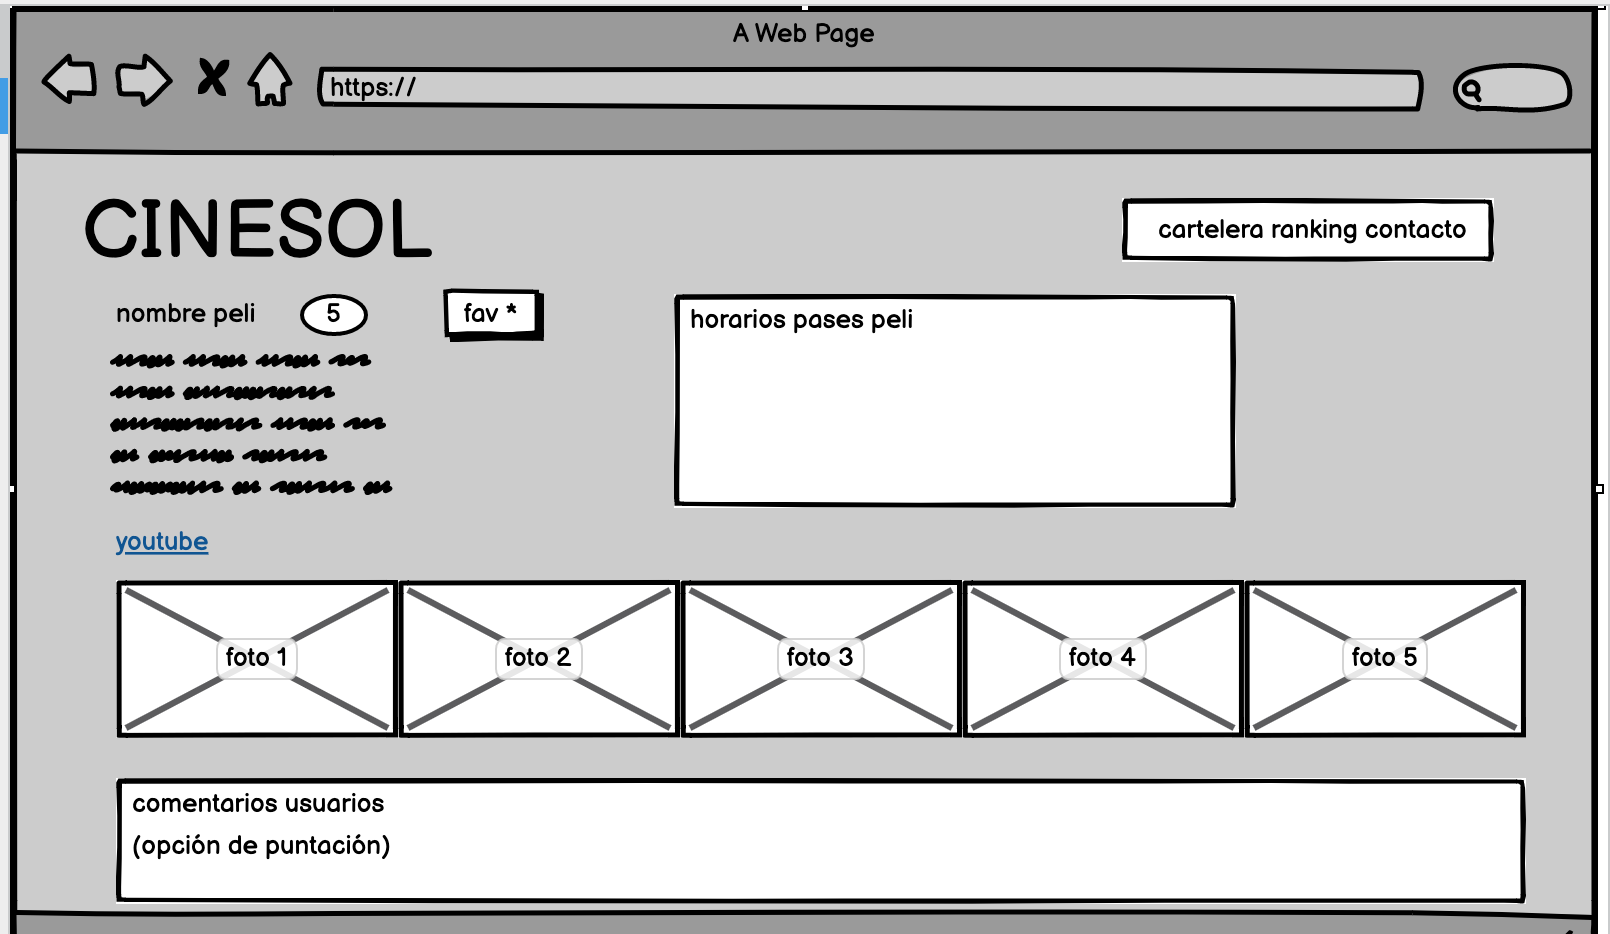 A Web Page
https://
CINESOL
cartelera ranking contacto
nombre peli
5
fav *
horarios pases peli
youtube
foto 1
foto 2
foto 3
foto 4
foto 5
comentarios usuarios
(opción de puntación)